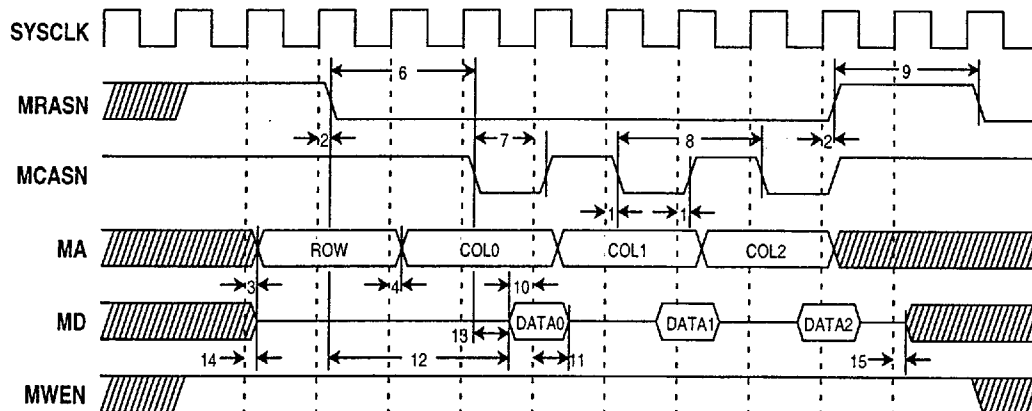 SYSCLK
6
9
MRASN
2
7
8
2
MCASN
1
1
MA
ROW
COL0
COL1
COL2
3
4
10
MD
DATA0
DATA1
DATA2
13
14
12
11
15
MWEN